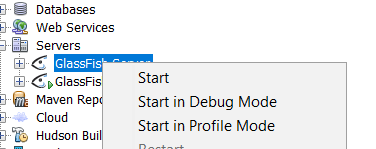 Databases
Web Services
Servers
GlassFish Server
GlassFis
Maven Repo
Cloud
Hudson Buil
Start
Start in Debug Mode
Start in Profile Mode
Restart